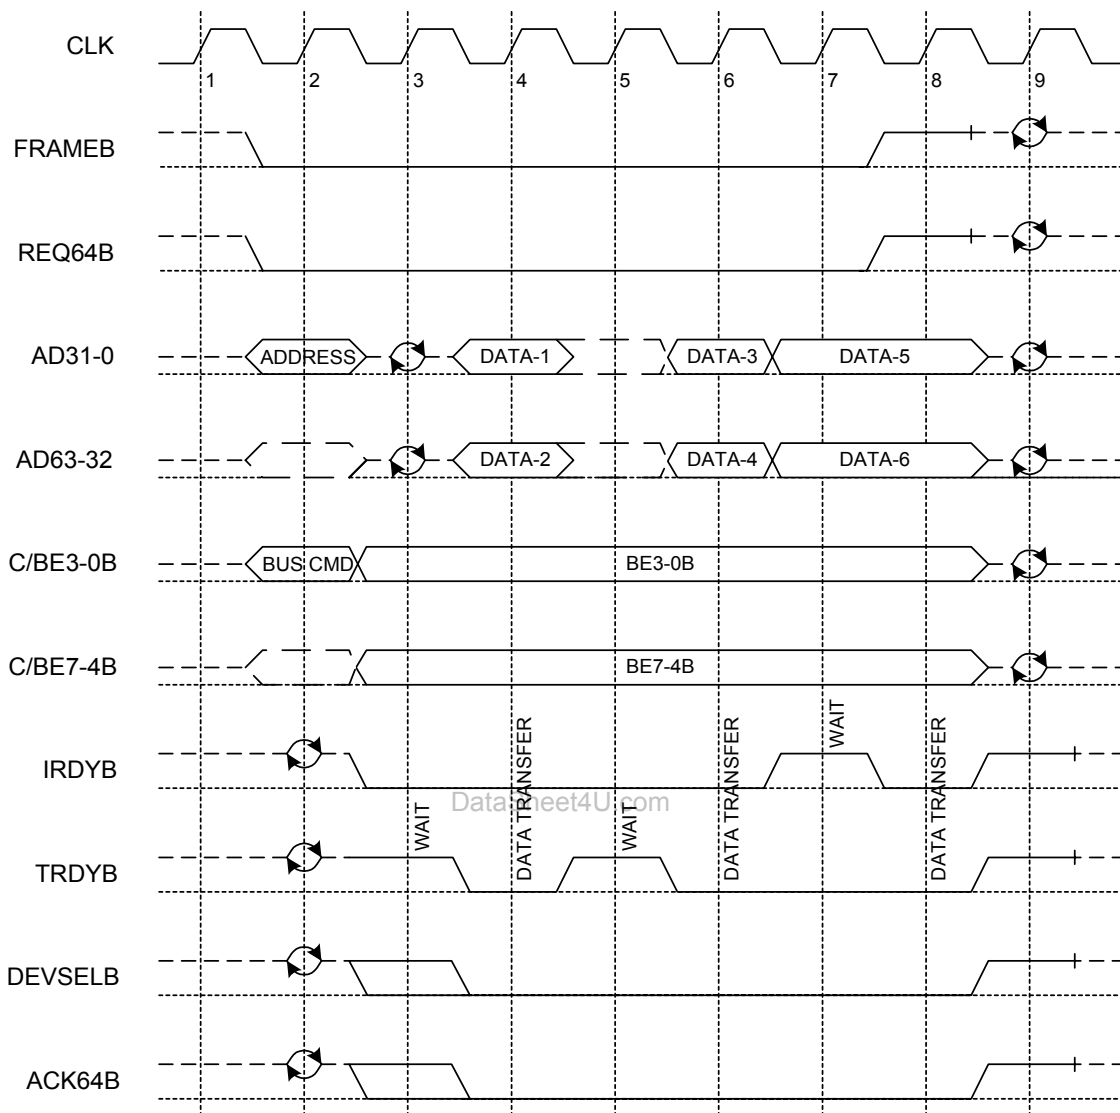 CLK
1 2 3 4 5 6 7 8 9
FRAMEB
REQ64B
AD31-0
ADDRESS DATA-1 DATA-3 DATA-5
AD63-32
DATA-2 DATA-4 DATA-6
C/BE3-0B
BUS CMD BE3-0B
C/BE7-4B
BE7-4B
IRDYB
WAIT
DATA TRANSFER
WAIT
DATA TRANSFER
WAIT
DATA TRANSFER
DataSheet4U.com
TRDYB
DEVSELB
ACK64B